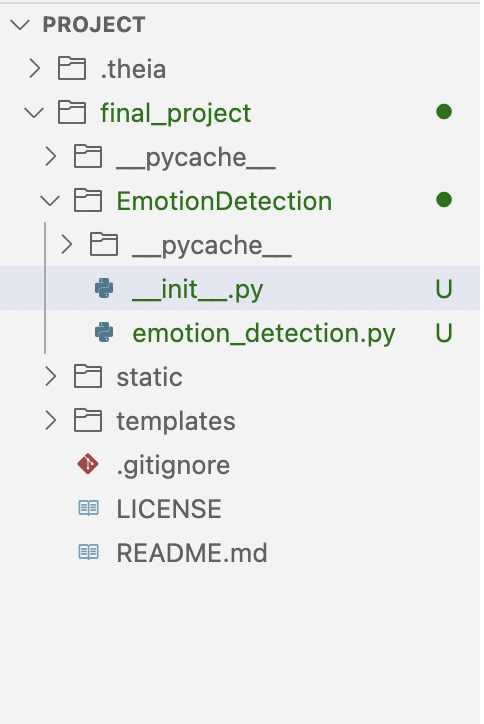 PROJECT
.theia
final_project
__pycache__
EmotionDetection
__pycache__
__init__.py U
emotion_detection.py U
static
templates
.gitignore
LICENSE
README.md